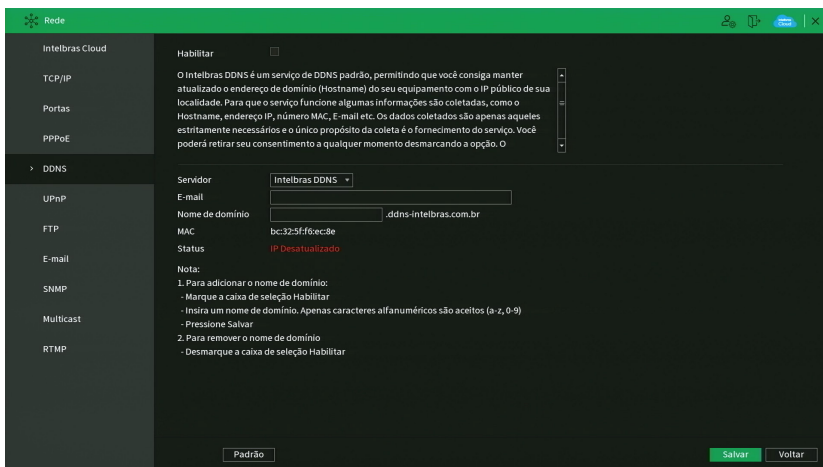 Rede
Cloud
Intelbras Cloud
TCP/IP
Portas
PPPoE
DDNS
UPnP
FTP
E-mail
SNMP
Multicast
RTMP
Habilitar
O Intelbras DDNS é um serviço de DDNS padrão, permitindo que você consiga manter
atualizado o endereço de domínio (Hostname) do seu equipamento com o IP público de sua
localidade. Para que o serviço funcione algumas informações são coletadas, como o
Hostname, endereço IP, número MAC, E-mail etc. Os dados coletados são apenas aqueles
estritamente necessários e o único propósito da coleta é o fornecimento do serviço. Você
poderá retirar seu consentimento a qualquer momento desmarcando a opção. O
Servidor Intelbras DDNS
E-mail
Nome de domínio .ddns-intelbras.com.br
MAC bc:32:5f:f6:ec:8e
Status IP Desatualizado
Nota:
1. Para adicionar o nome de domínio:
- Marque a caixa de seleção Habilitar
- Insira um nome de domínio. Apenas caracteres alfanuméricos são aceitos (a-z, 0-9)
- Pressione Salvar
2. Para remover o nome de domínio
- Desmarque a caixa de seleção Habilitar
Padrão Salvar Voltar